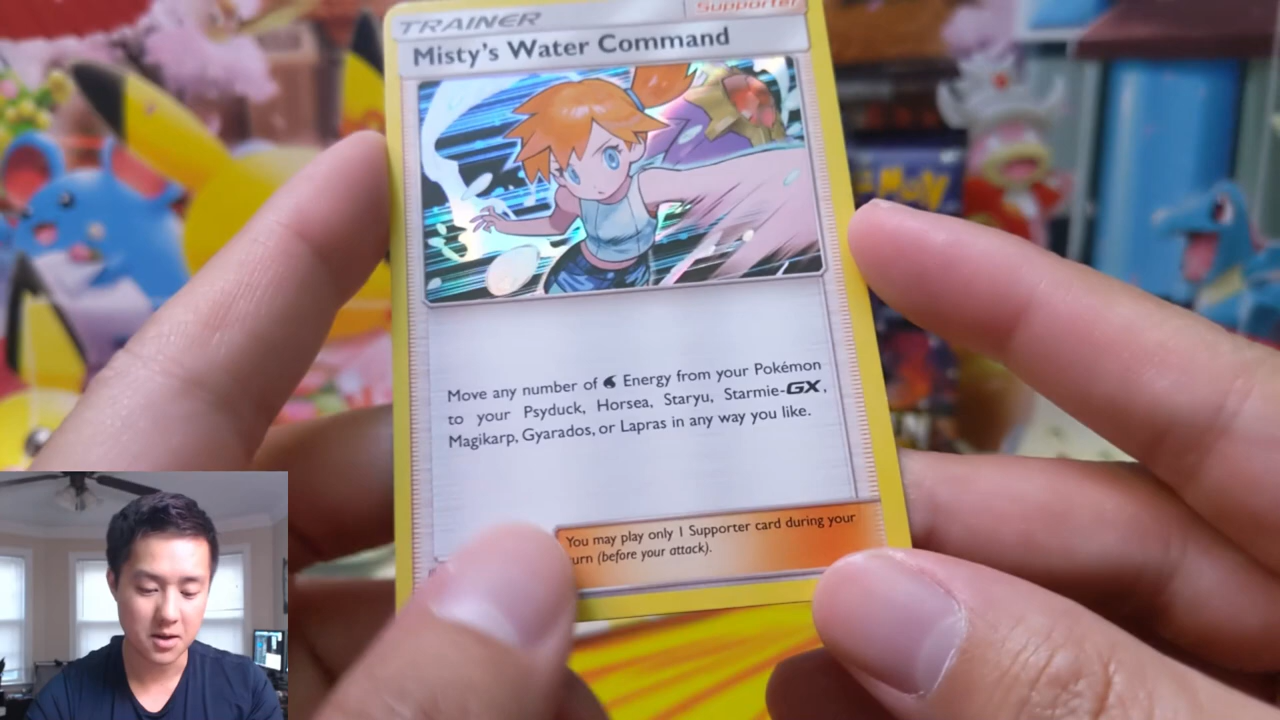 TRAINER
Supporter
Misty's Water Command
Move any number of Energy from your Pokémon
to your Psyduck, Horsea, Staryu, Starmie-GX,
Magikarp, Gyarados, or Lapras in any way you like.
You may play only 1 Supporter card during your
urn (before your attack).